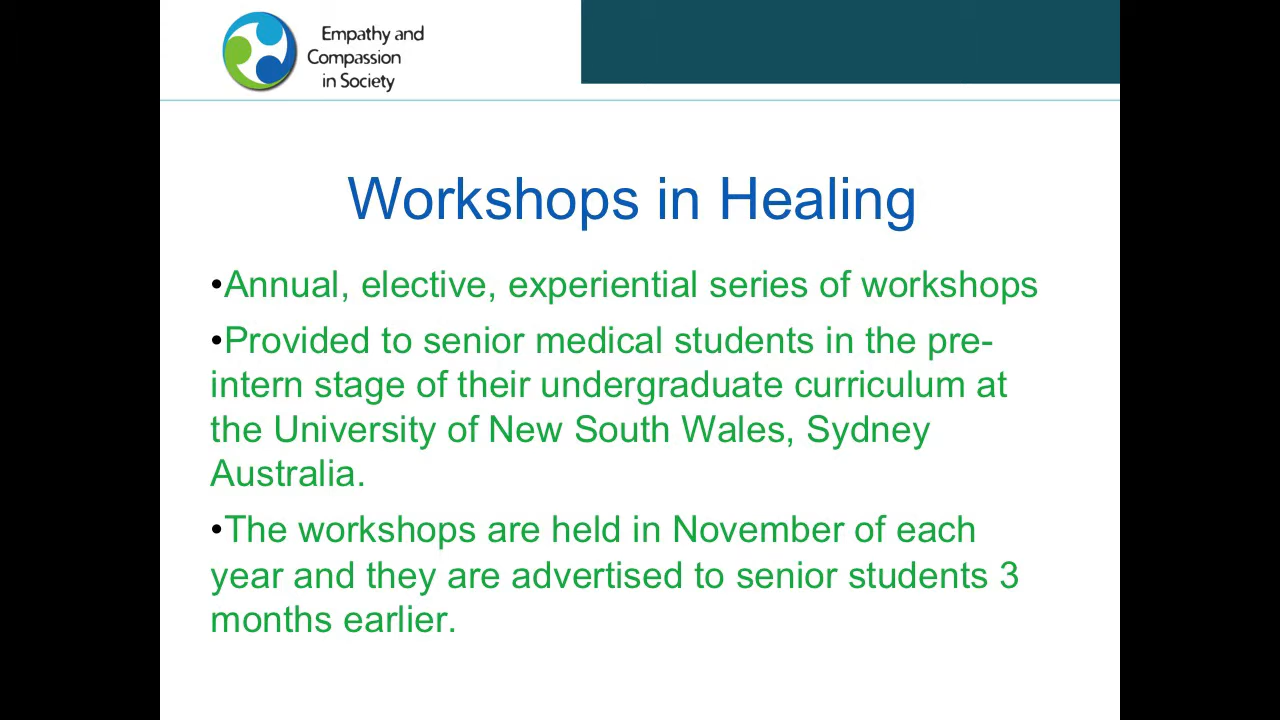 Empathy and
Compassion
in Society
Workshops in Healing
•Annual, elective, experiential series of workshops
•Provided to senior medical students in the pre-
intern stage of their undergraduate curriculum at
the University of New South Wales, Sydney
Australia.
•The workshops are held in November of each
year and they are advertised to senior students 3
months earlier.